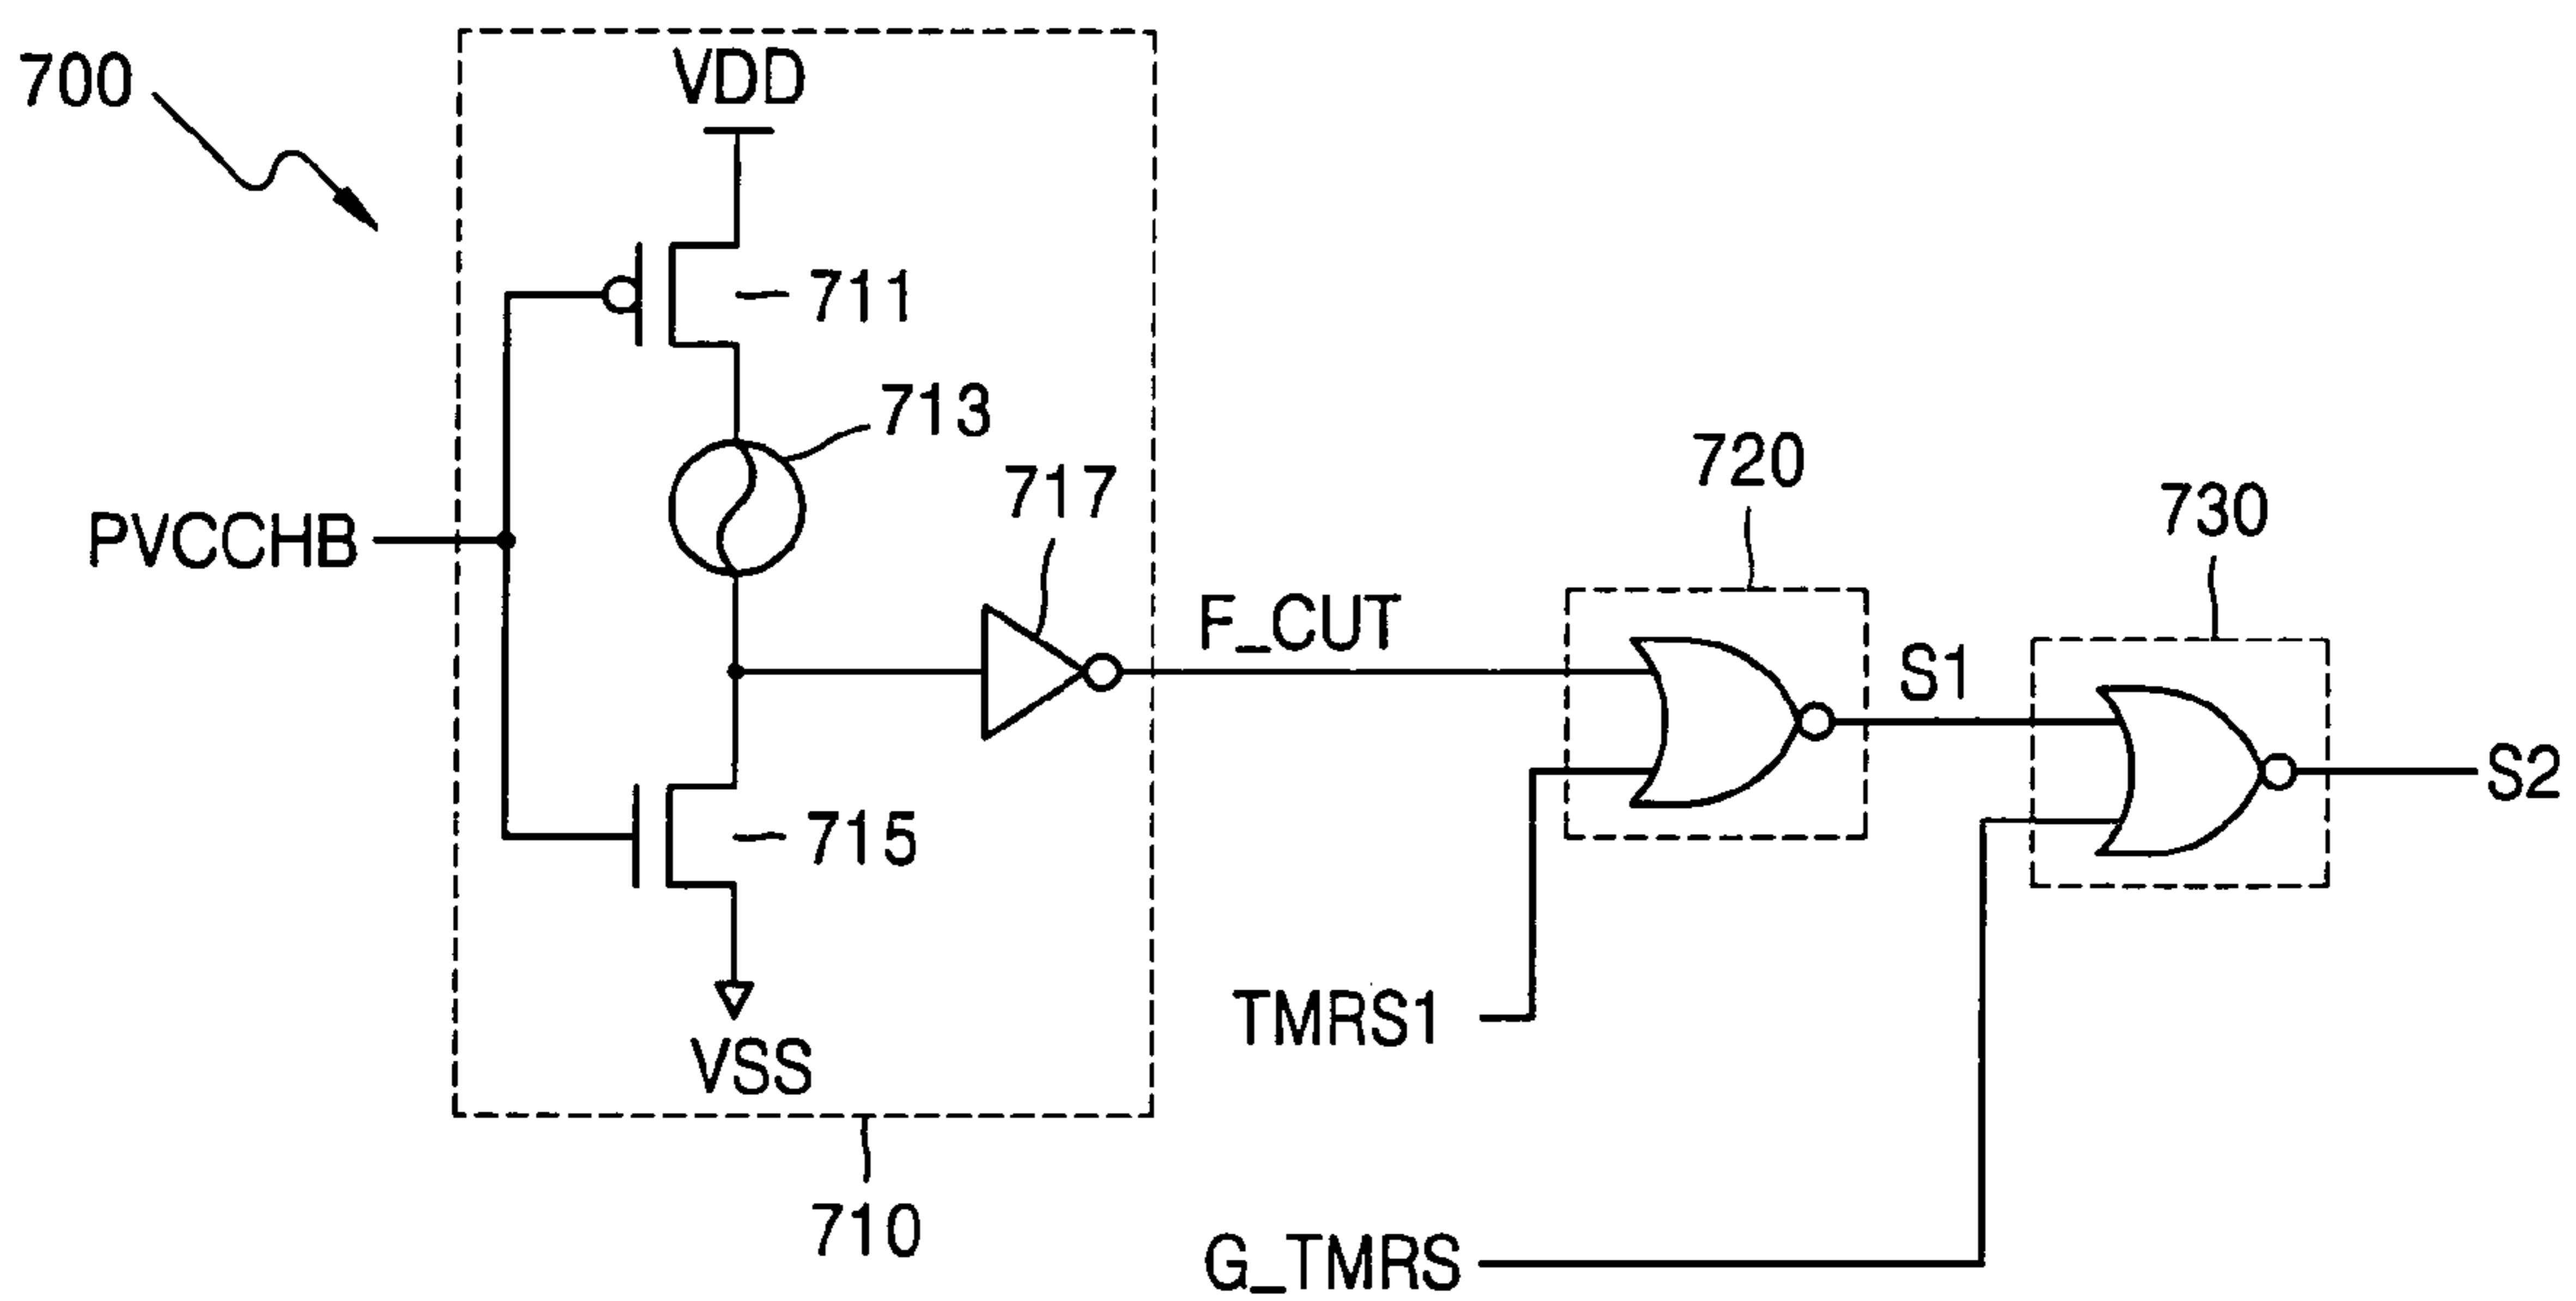 700
VDD
711
713
717
PVCCHB
F_CUT
720
S1
730
S2
715
TMRS1
VSS
710
G_TMRS